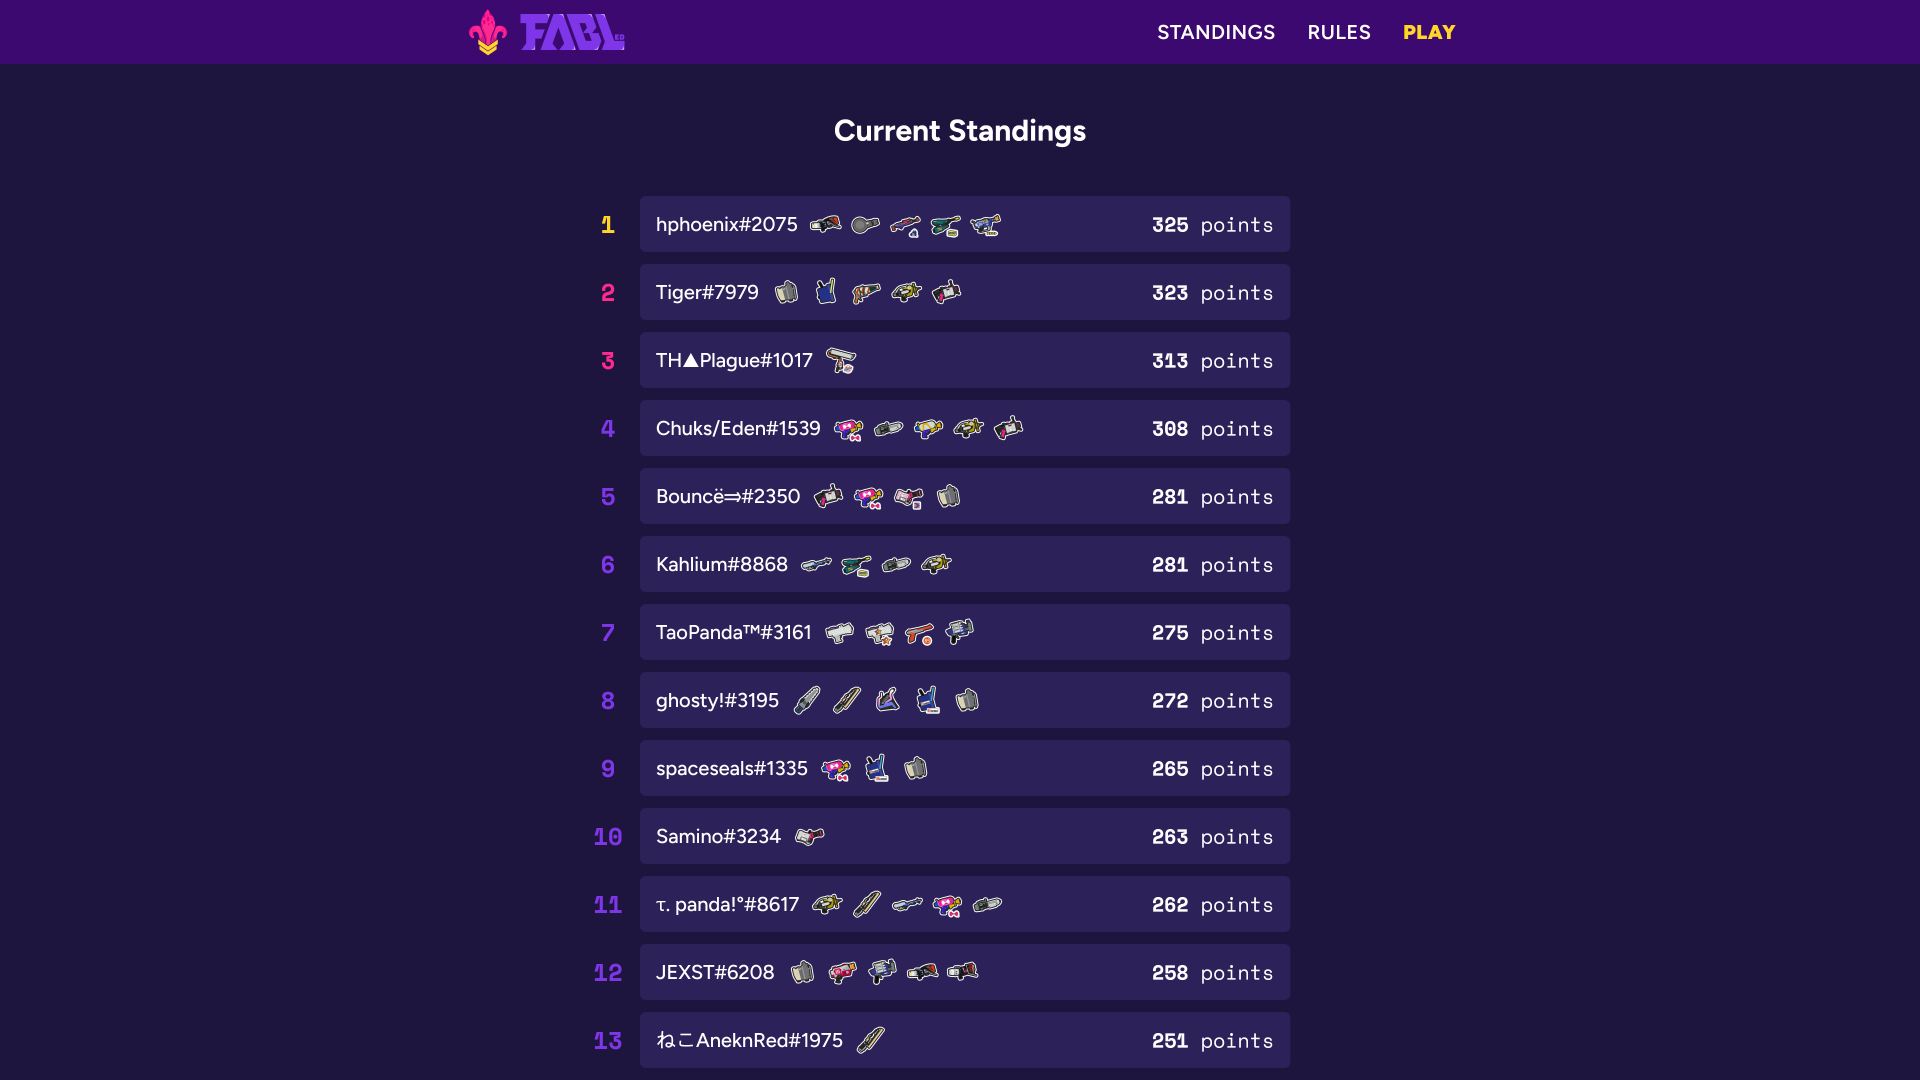 FABLED STANDINGS RULES PLAY
Current Standings
1 hphoenix#2075 325 points
2 Tiger#7979 323 points
3 TH▲Plague#1017 313 points
4 Chuks/Eden#1539 308 points
5 Bouncë⇒#2350 281 points
6 Kahlium#8868 281 points
7 TaoPanda™#3161 275 points
8 ghosty!#3195 272 points
9 spaceseals#1335 265 points
10 Samino#3234 263 points
11 τ. panda!°#8617 262 points
12 JEXST#6208 258 points
13 ねこAneknRed#1975 251 points